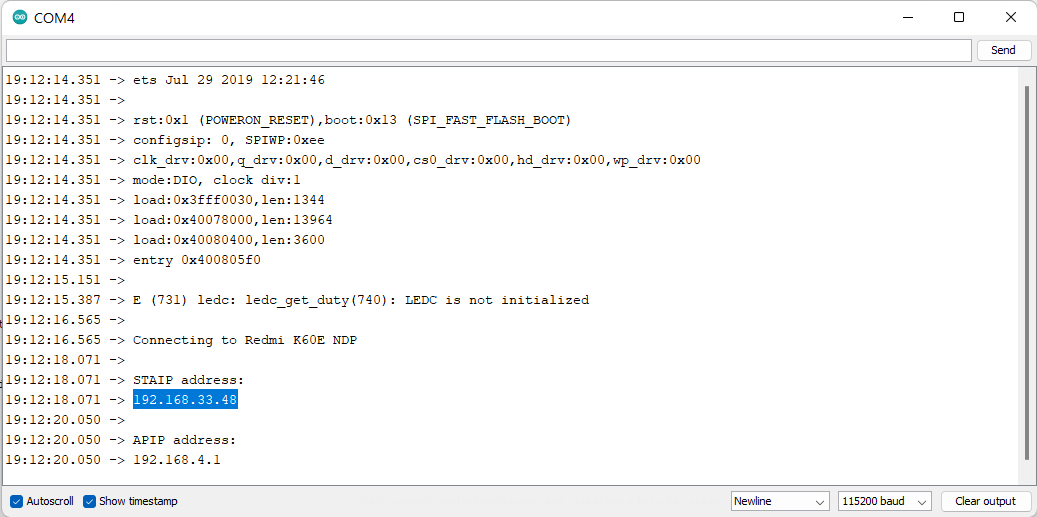 COM4
Send
19:12:14.351 -> ets Jul 29 2019 12:21:46
19:12:14.351 ->
19:12:14.351 -> rst:0x1 (POWERON_RESET),boot:0x13 (SPI_FAST_FLASH_BOOT)
19:12:14.351 -> configsip: 0, SPIWP:0xee
19:12:14.351 -> clk_drv:0x00,q_drv:0x00,d_drv:0x00,cs0_drv:0x00,hd_drv:0x00,wp_drv:0x00
19:12:14.351 -> mode:DIO, clock div:1
19:12:14.351 -> load:0x3fff0030,len:1344
19:12:14.351 -> load:0x40078000,len:13964
19:12:14.351 -> load:0x40080400,len:3600
19:12:14.351 -> entry 0x400805f0
19:12:15.151 ->
19:12:15.387 -> E (731) ledc: ledc_get_duty(740): LEDC is not initialized
19:12:16.565 ->
19:12:16.565 -> Connecting to Redmi K60E NDP
19:12:18.071 ->
19:12:18.071 -> STAIP address:
19:12:18.071 -> 192.168.33.48
19:12:20.050 ->
19:12:20.050 -> APIP address:
19:12:20.050 -> 192.168.4.1
Autoscroll Show timestamp Newline 115200 baud Clear output